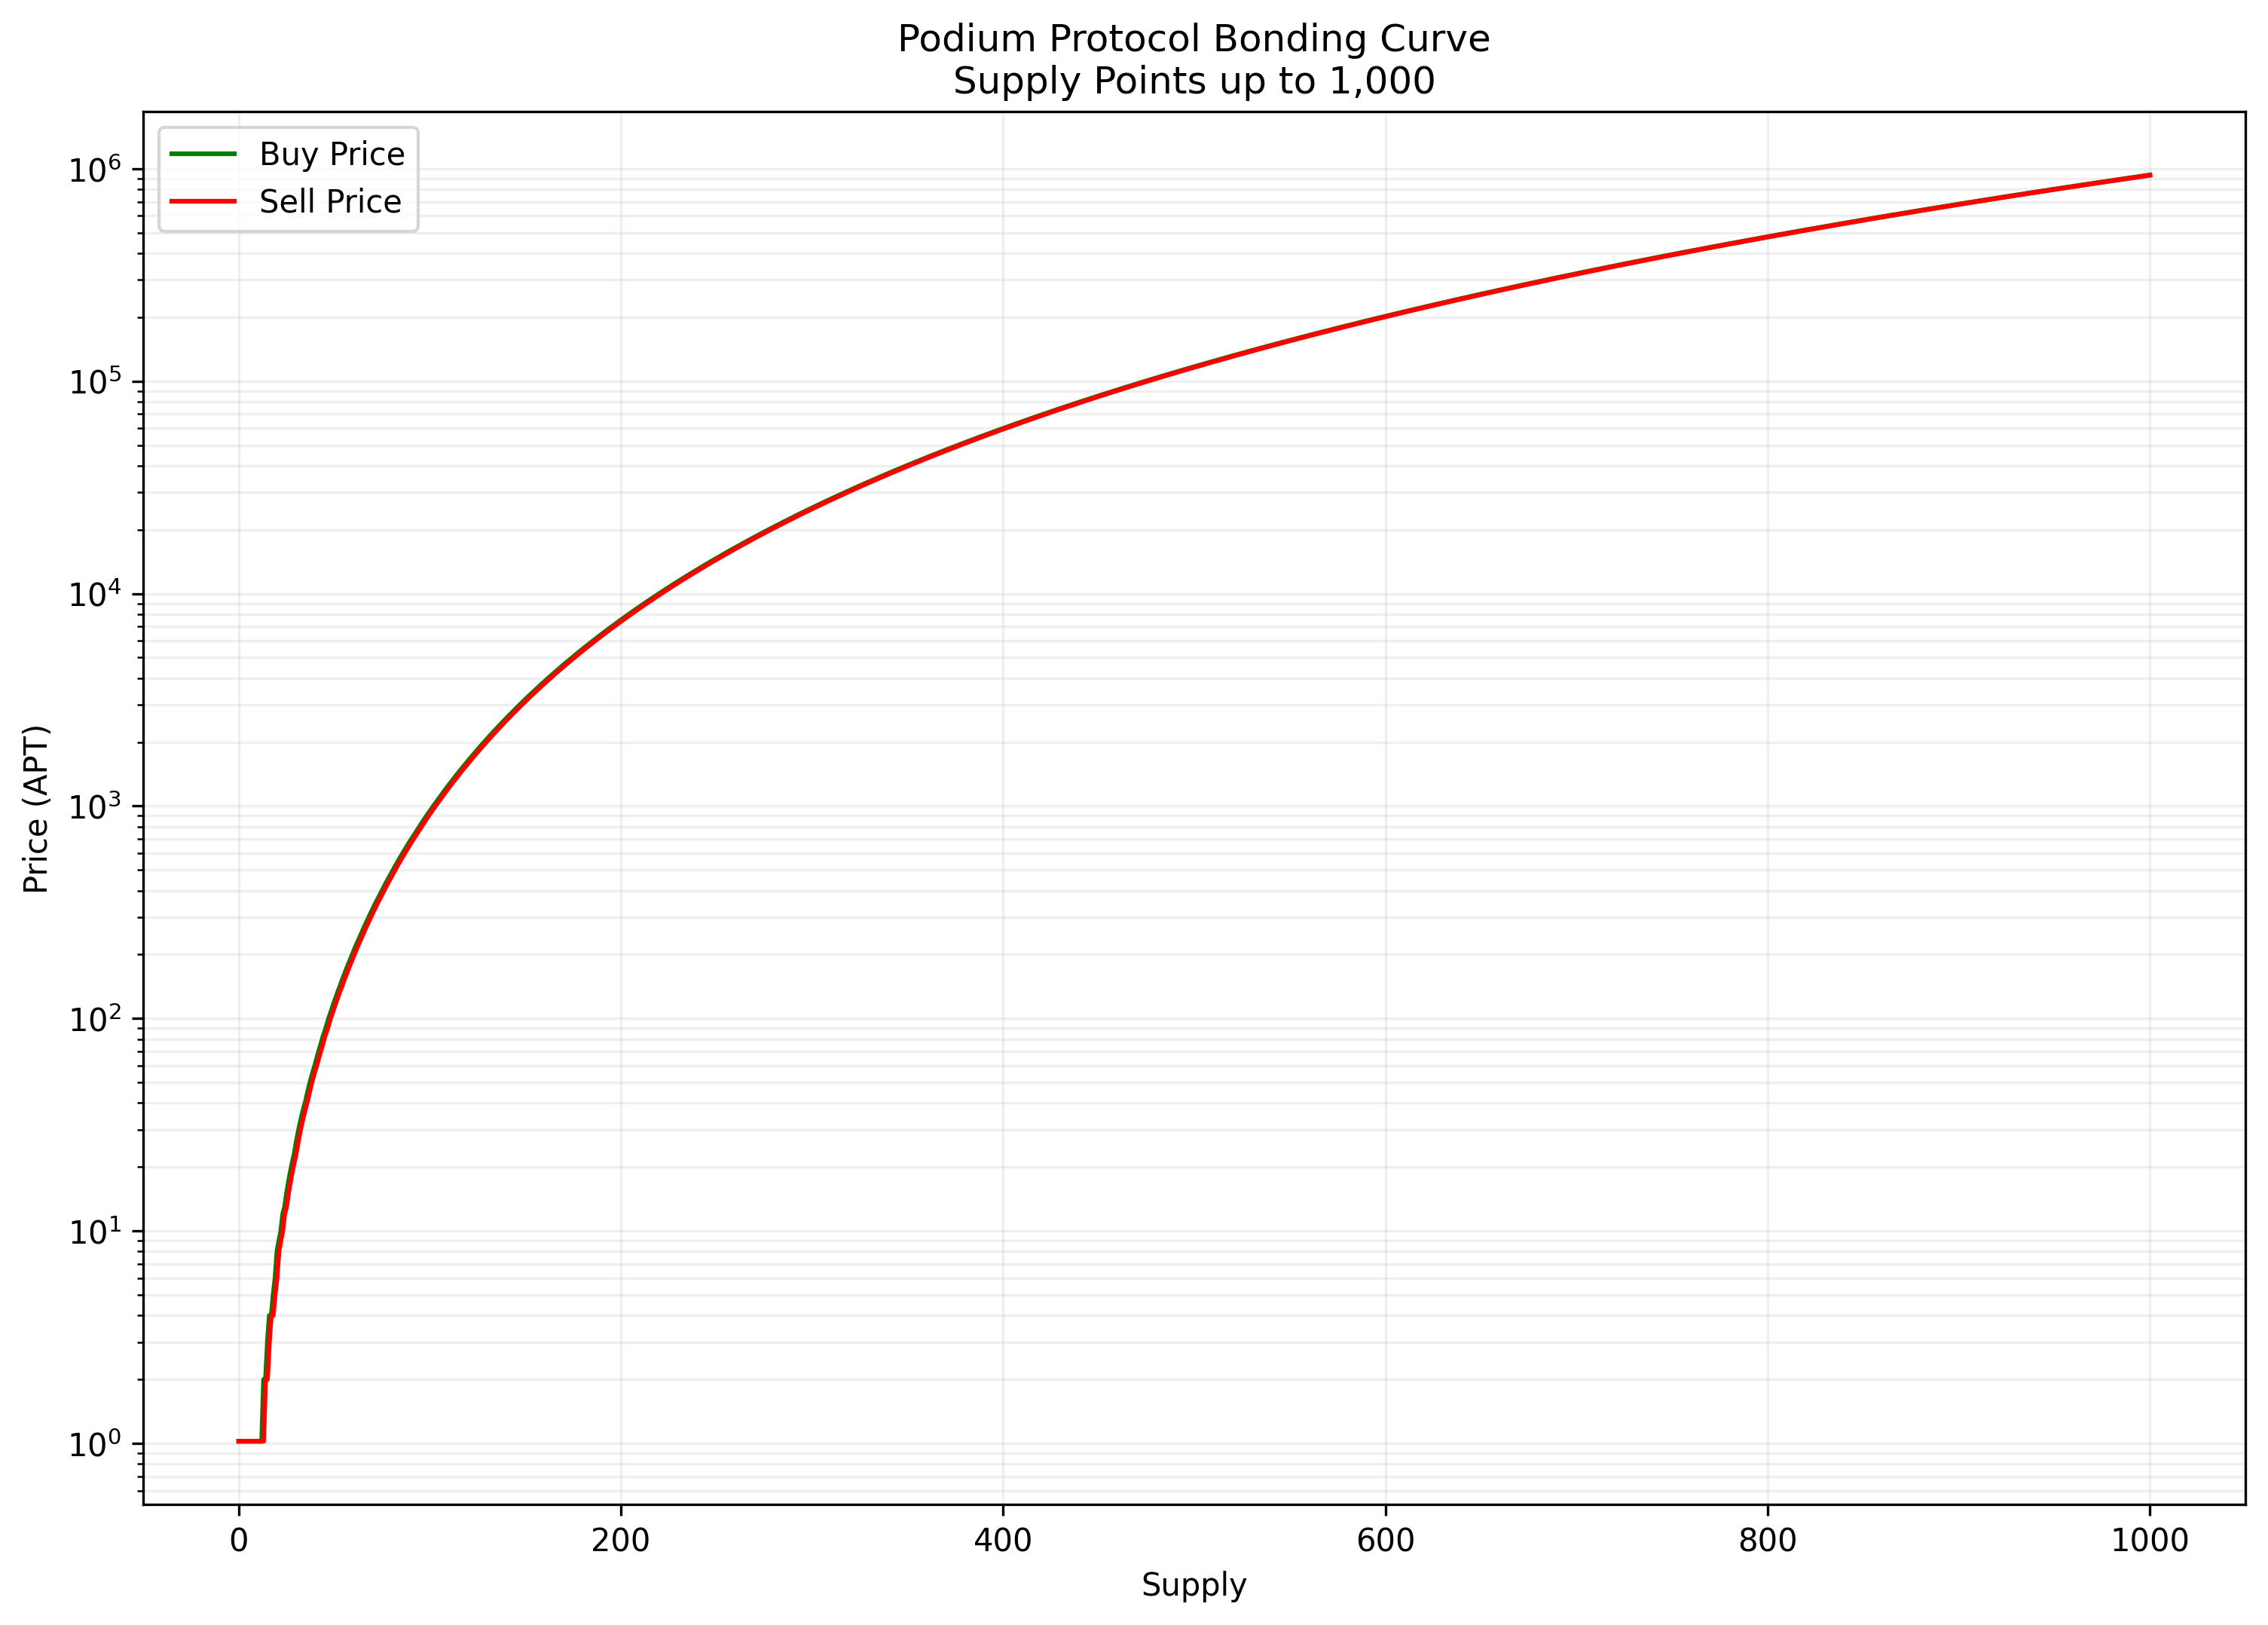 Podium Protocol Bonding Curve
Supply Points up to 1,000
Buy Price
Sell Price
10⁶
10⁵
10⁴
10³
10²
10¹
10⁰
Price (APT)
0 200 400 600 800 1000
Supply